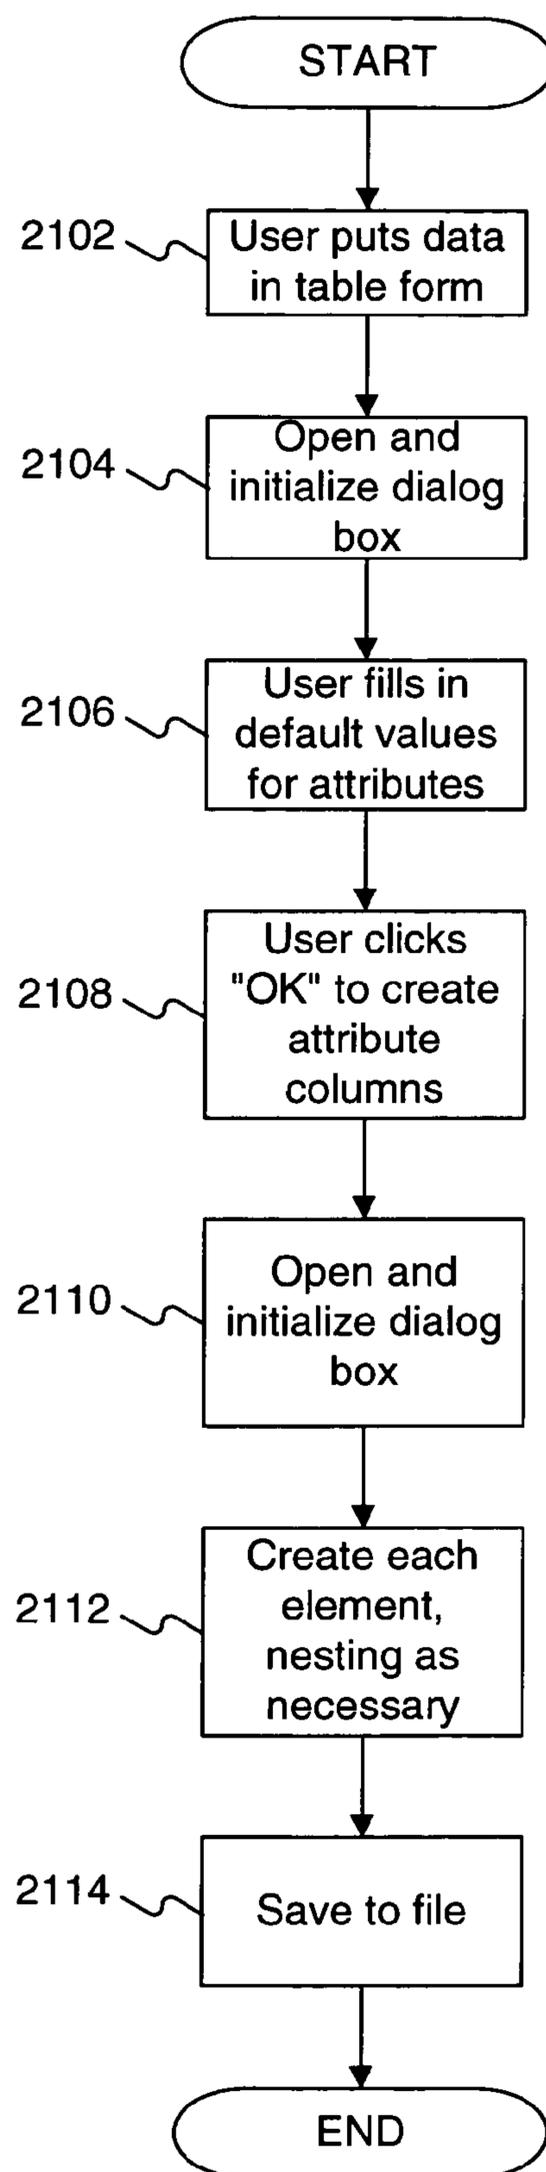 START
2102
User puts data
in table form
2104
Open and
initialize dialog
box
2106
User fills in
default values
for attributes
2108
User clicks
"OK" to create
attribute
columns
2110
Open and
initialize dialog
box
2112
Create each
element,
nesting as
necessary
2114
Save to file
END